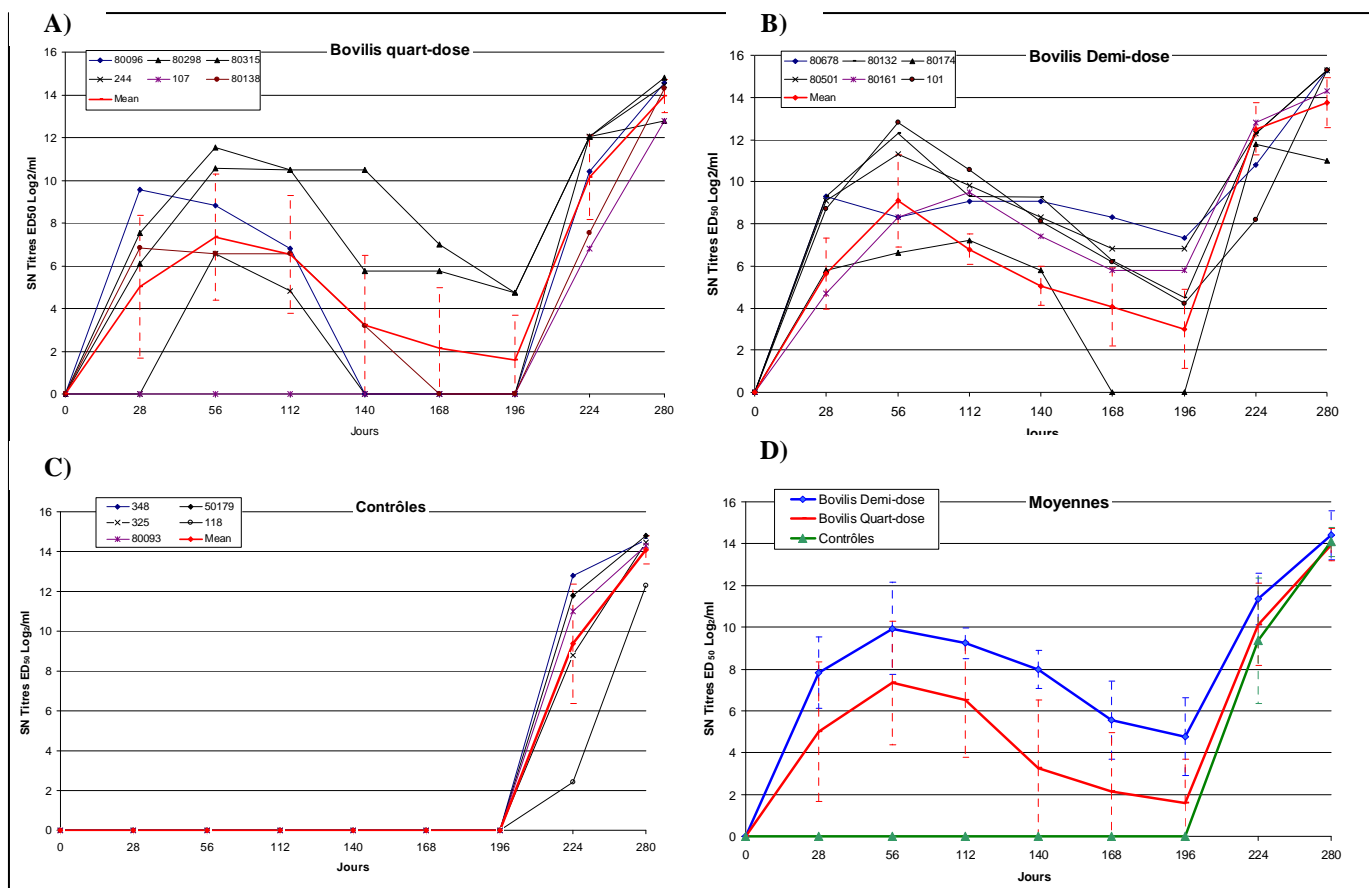 A)
Bovilis quart-dose
80096 80298 80315
244 107 80138
Mean
SN Titres ED50 Log2/ml
16
14
12
10
8
6
4
2
0
0 28 56 112 140 168 196 224 280
Jours
B)
Bovilis Demi-dose
80678 80132 80174
80501 80161 101
Mean
SN Titres ED50 Log2/ml
16
14
12
10
8
6
4
2
0
0 28 56 112 140 168 196 224 280
Jours
C)
Contrôles
348 50179
325 118
80093 Mean
SN Titres ED50 Log2/ml
16
14
12
10
8
6
4
2
0
0 28 56 112 140 168 196 224 280
Jours
D)
Moyennes
Bovilis Demi-dose
Bovilis Quart-dose
Contrôles
SN Titres ED50 Log2/ml
16
14
12
10
8
6
4
2
0
0 28 56 112 140 168 196 224 280
Jours